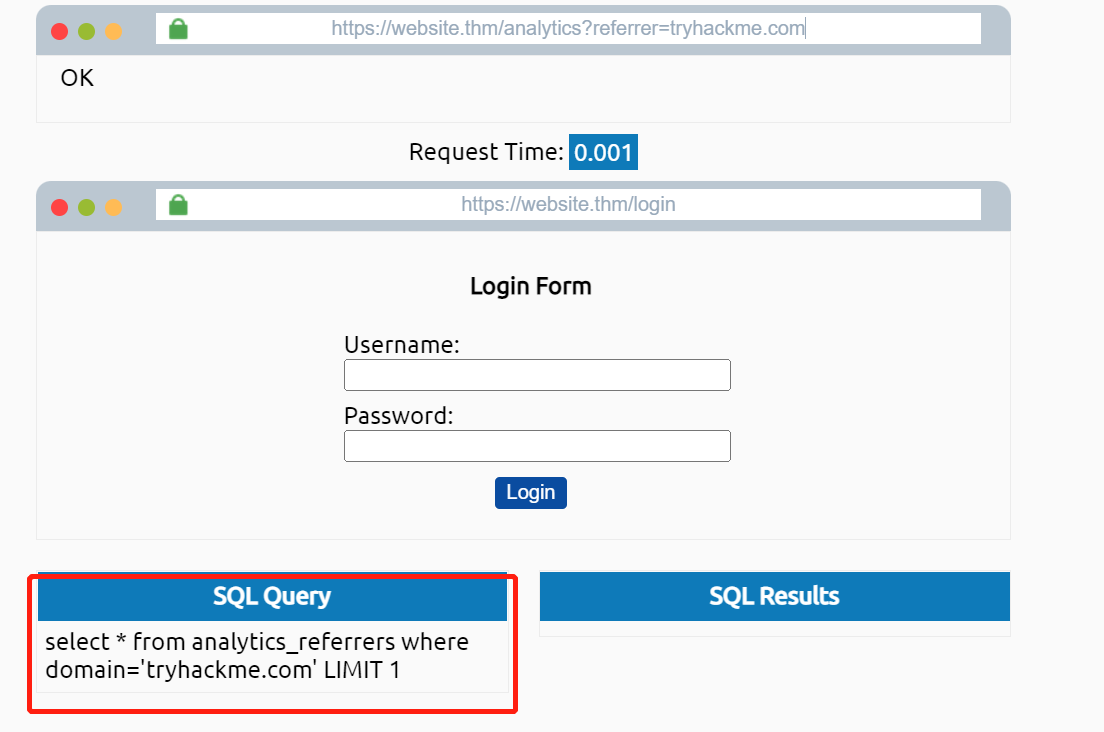 https://website.thm/analytics?referrer=tryhackme.com
OK
Request Time: 0.001
https://website.thm/login
Login Form
Username:
Password:
Login
SQL Query
select * from analytics_referrers where
domain='tryhackme.com' LIMIT 1
SQL Results